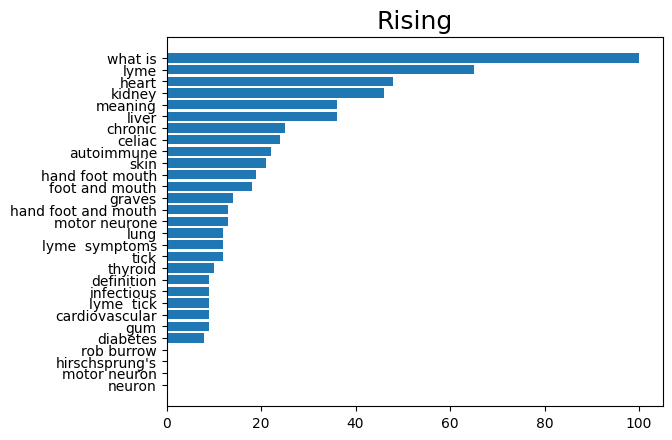 Rising
what is
lyme
heart
kidney
meaning
liver
chronic
celiac
autoimmune
skin
hand foot mouth
foot and mouth
graves
hand foot and mouth
motor neurone
lung
lyme  symptoms
tick
thyroid
definition
infectious
lyme  tick
cardiovascular
gum
diabetes
rob burrow
hirschsprung's
motor neuron
neuron
0 20 40 60 80 100